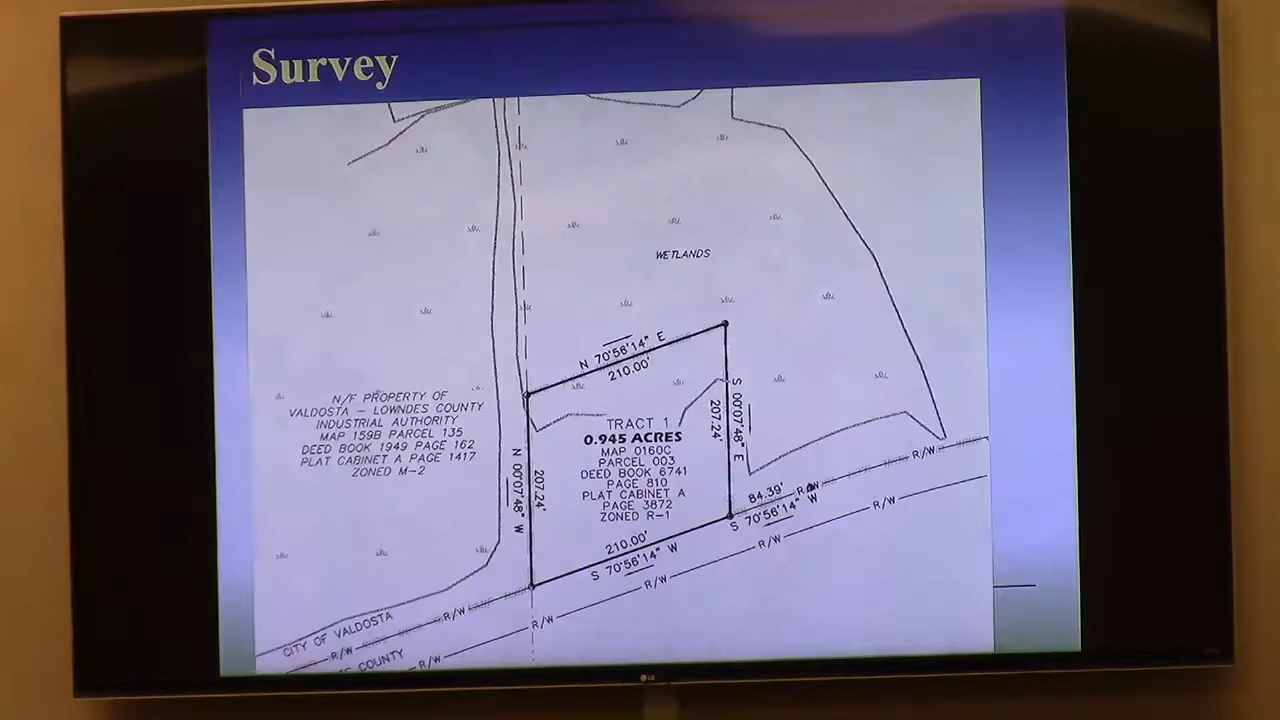 Survey
WETLANDS
N 70°56'14" E
210.00'
S 00°07'48" E
207.24'
N/F PROPERTY OF
VALDOSTA - LOWNDES COUNTY
INDUSTRIAL AUTHORITY
MAP 159B PARCEL 135
DEED BOOK 1949 PAGE 162
PLAT CABINET A PAGE 1417
ZONED M-2
N 00°07'48" W
207.24'
TRACT 1
0.945 ACRES
MAP 0160C
PARCEL 003
DEED BOOK 6741
PAGE 810
PLAT CABINET A
PAGE 3872
ZONED R-1
84.39'
R/W
R/W
S 70°56'14" W
R/W
R/W
210.00'
S 70°56'14" W
R/W
R/W
R/W
CITY OF VALDOSTA
R/W
COUNTY
R/W
LG